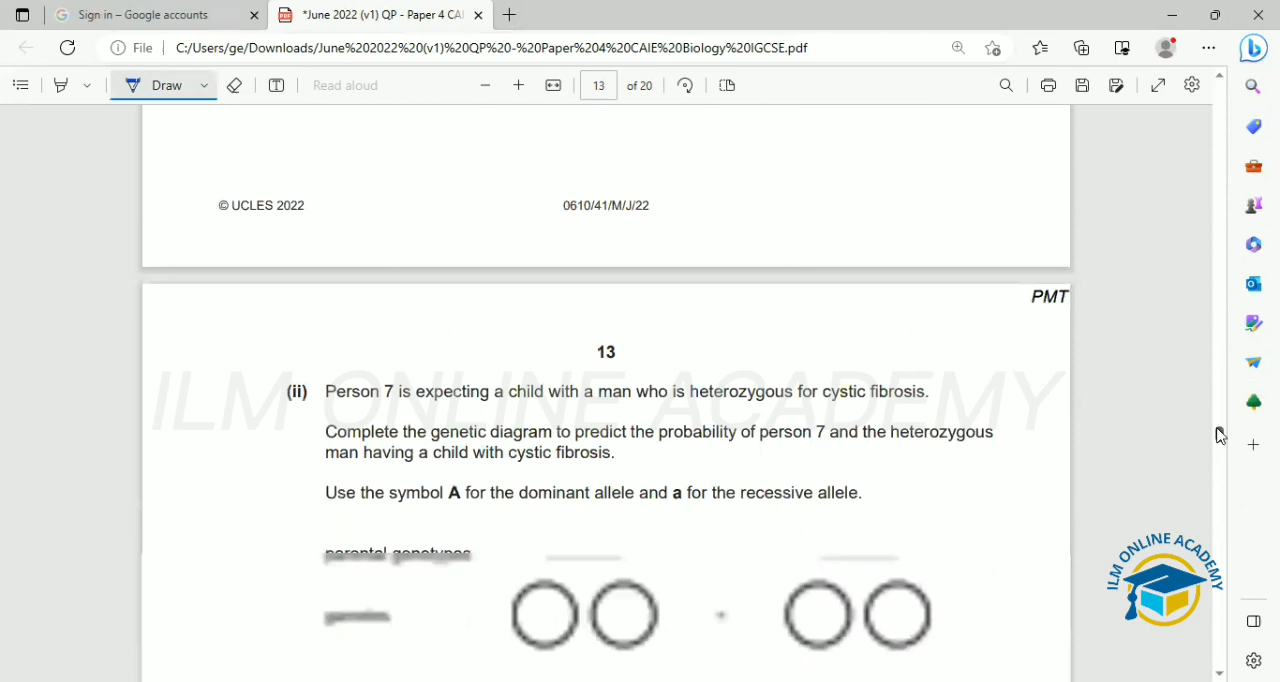 Sign in – Google accounts
*June 2022 (v1) QP - Paper 4 CAI
File
C:/Users/ge/Downloads/June%202022%20(v1)%20QP%20-%20Paper%204%20CAIE%20Biology%20IGCSE.pdf
Draw
Read aloud
13
of 20
© UCLES 2022
0610/41/M/J/22
PMT
13
ILM ONLINE ACADEMY
(ii) Person 7 is expecting a child with a man who is heterozygous for cystic fibrosis.
Complete the genetic diagram to predict the probability of person 7 and the heterozygous
man having a child with cystic fibrosis.
Use the symbol A for the dominant allele and a for the recessive allele.
parental genotypes
ILM ONLINE ACADEMY